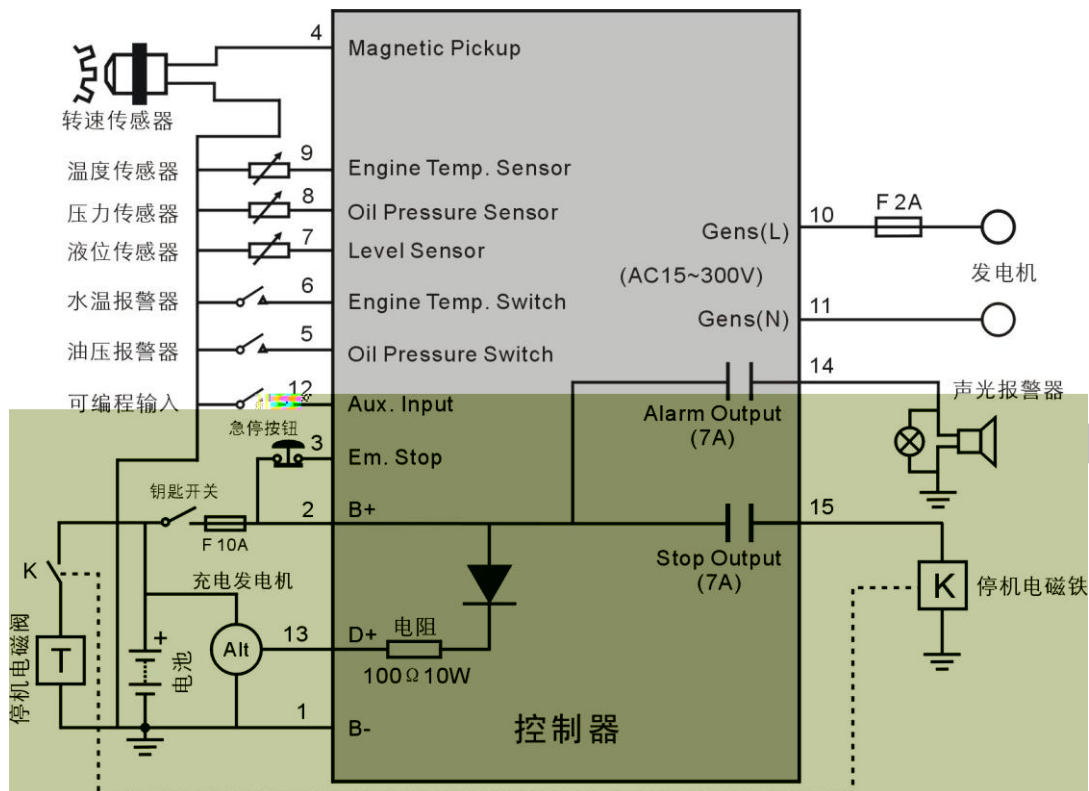 4
Magnetic Pickup
转速传感器
温度传感器
9
Engine Temp. Sensor
压力传感器
8
Oil Pressure Sensor
液位传感器
7
Level Sensor
水温报警器
6
Engine Temp. Switch
油压报警器
5
Oil Pressure Switch
可编程输入
12
Aux. Input
急停按钮
3
Em. Stop
钥匙开关
F 10A
2
B+
K
充电发电机
Alt
13
D+
电阻
100Ω 10W
停机电磁阀
T
+
电池
1
B-
控制器
Gens(L)
10
F 2A
(AC15~300V)
发电机
Gens(N)
11
14
Alarm Output
(7A)
声光报警器
15
Stop Output
(7A)
K
停机电磁铁